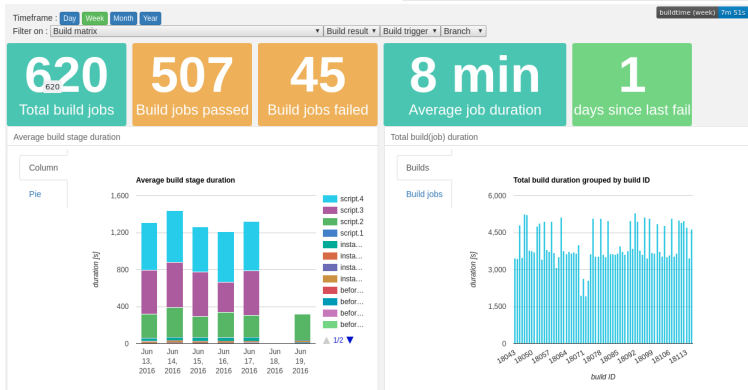 buildtime (week) 7m 51s
Timeframe : Day Week Month Year
Filter on : Build matrix Build result Build trigger Branch
620
620
Total build jobs
507
Build jobs passed
45
Build jobs failed
8 min
Average job duration
1
days since last fail
Average build stage duration
Column
Pie
Average build stage duration
duration [s]
1,600
1,200
800
400
0
Jun 13, 2016
Jun 14, 2016
Jun 15, 2016
Jun 16, 2016
Jun 17, 2016
Jun 18, 2016
Jun 19, 2016
script.4
script.3
script.2
script.1
insta...
insta...
insta...
insta...
befor...
befor...
befor...
befor...
1/2
Total build(job) duration
Builds
Build jobs
Total build duration grouped by build ID
duration [s]
6,000
4,500
3,000
1,500
0
18043
18050
18057
18064
18071
18078
18085
18092
18099
18106
18113
build ID